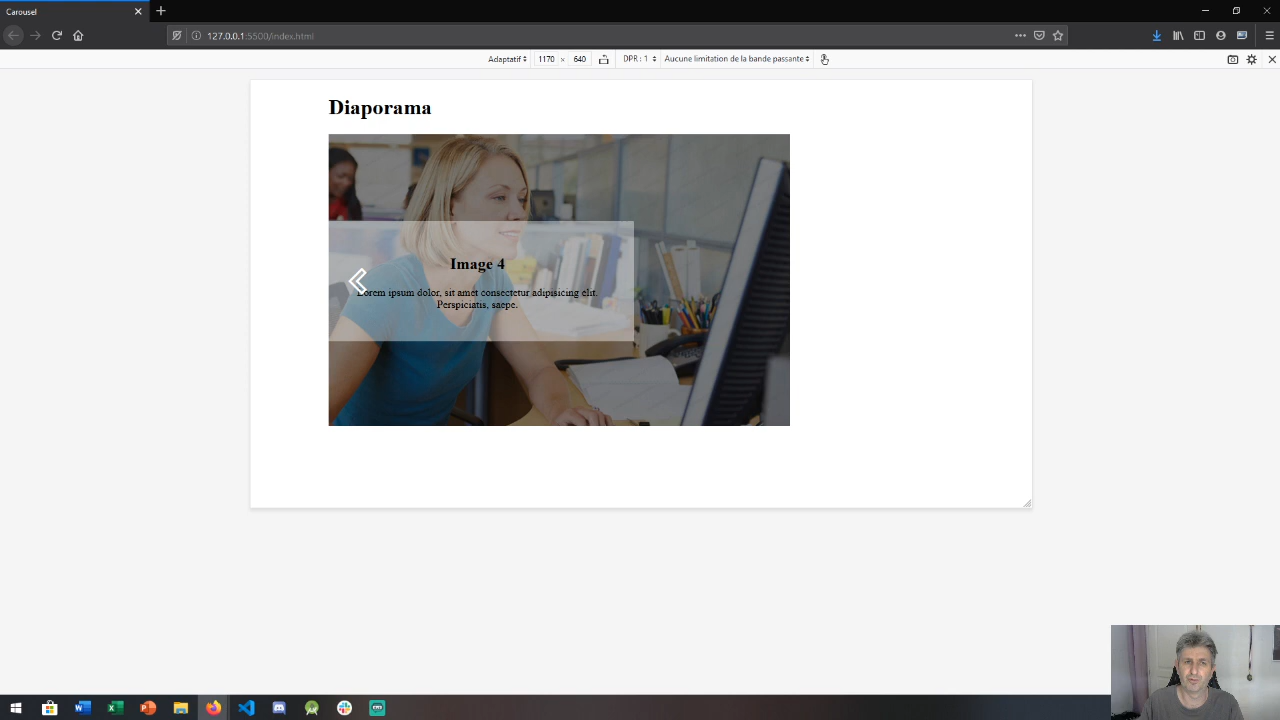 Carousel
127.0.0.1:5500/index.html
Adaptatif 1170 × 640 DPR : 1 Aucune limitation de la bande passante
Diaporama
Image 4
Lorem ipsum dolor, sit amet consectetur adipisicing elit.
Perspiciatis, saepe.